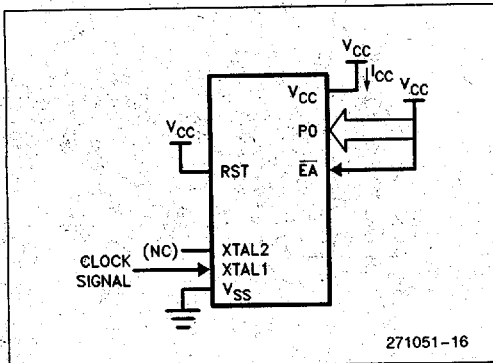 VCC
ICC
VCC
VCC
P0
VCC
RST
EA
(NC)
XTAL2
CLOCK SIGNAL
XTAL1
VSS
271051-16